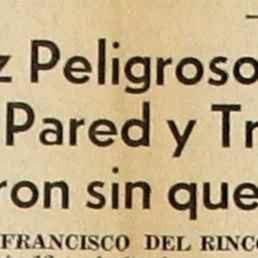 z Peligroso
Pared y Tr
ron sin que
FRANCISCO DEL RINC